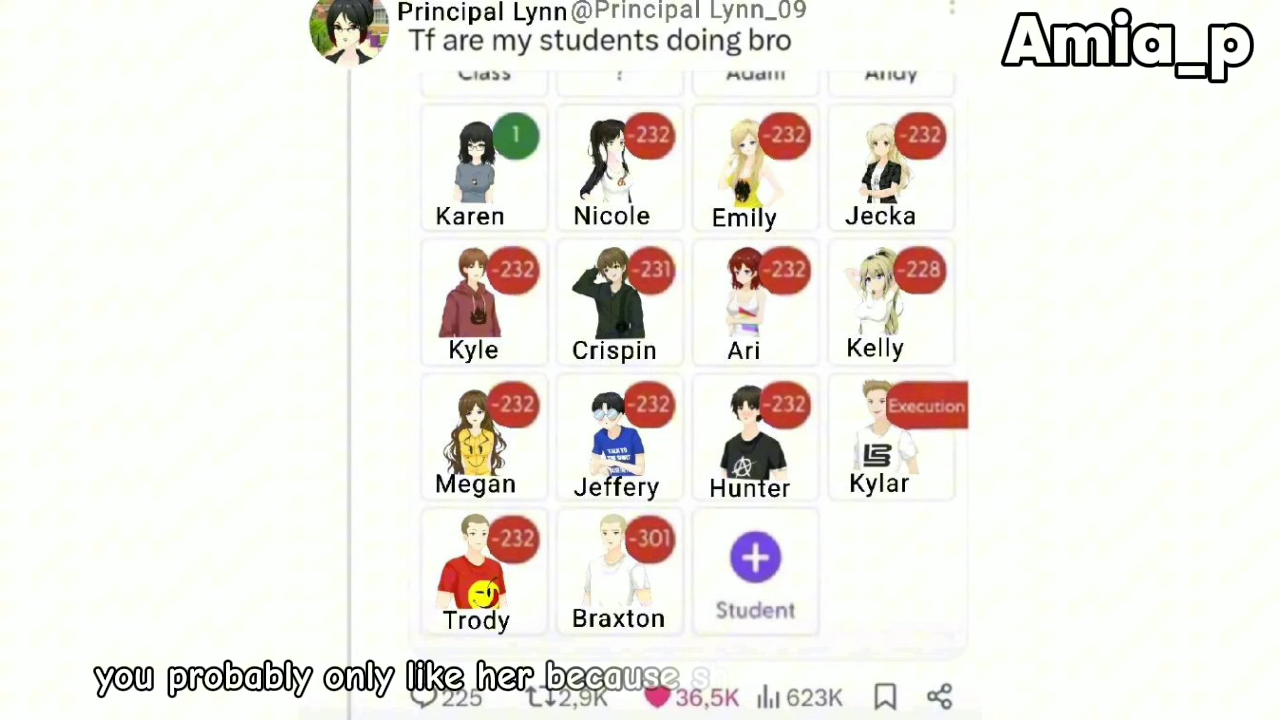 Principal Lynn @Principal Lynn_09
Amia_p
Tf are my students doing bro
Class ? Adam Andy
1 -232 -232 -232
Karen Nicole Emily Jecka
-232 -231 -232 -228
Kyle Crispin Ari Kelly
-232 -232 -232 Execution
Megan Jeffery Hunter Kylar
-232 -301
Trody Braxton Student
you probably only like her because
225 2,9K 36,5K 623K